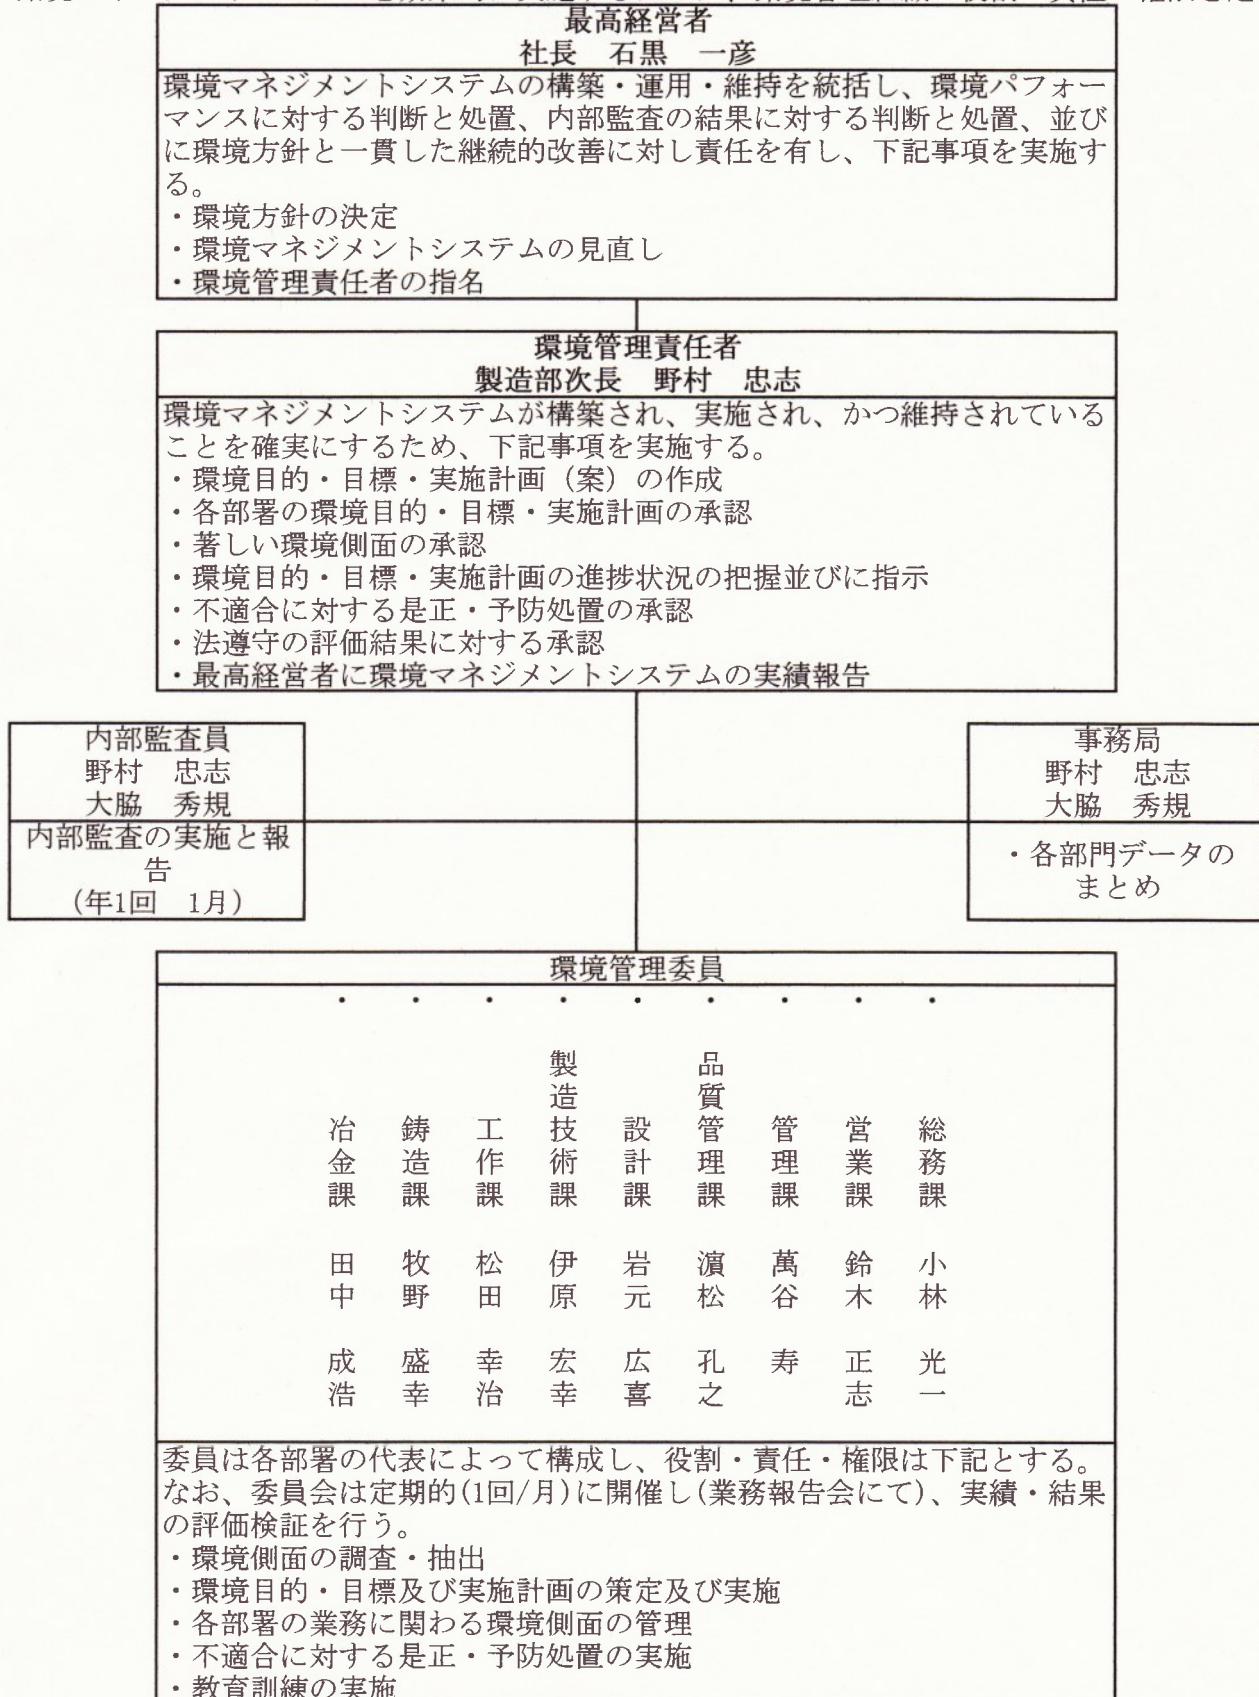 最高経営者
社長　石黒　一彦
環境マネジメントシステムの構築・運用・維持を統括し、環境パフォー
マンスに対する判断と処置、内部監査の結果に対する判断と処置、並び
に環境方針と一貫した継続的改善に対し責任を有し、下記事項を実施す
る。
・環境方針の決定
・環境マネジメントシステムの見直し
・環境管理責任者の指名
環境管理責任者
製造部次長　野村　忠志
環境マネジメントシステムが構築され、実施され、かつ維持されている
ことを確実にするため、下記事項を実施する。
・環境目的・目標・実施計画（案）の作成
・各部署の環境目的・目標・実施計画の承認
・著しい環境側面の承認
・環境目的・目標・実施計画の進捗状況の把握並びに指示
・不適合に対する是正・予防処置の承認
・法遵守の評価結果に対する承認
・最高経営者に環境マネジメントシステムの実績報告
内部監査員
野村　忠志
大脇　秀規
内部監査の実施と報
告
(年1回　1月)
事務局
野村　忠志
大脇　秀規
・各部門データの
まとめ
環境管理委員
・総務課　小林　光一
・営業課　鈴木　正志
・管理課　萬谷　寿
・品質管理課　濵松　孔之
・設計課　岩元　広喜
・製造技術課　伊原　宏幸
・工作課　松田　幸治
・鋳造課　牧野　盛幸
・冶金課　田中　成浩
委員は各部署の代表によって構成し、役割・責任・権限は下記とする。
なお、委員会は定期的(1回/月)に開催し(業務報告会にて)、実績・結果
の評価検証を行う。
・環境側面の調査・抽出
・環境目的・目標及び実施計画の策定及び実施
・各部署の業務に関わる環境側面の管理
・不適合に対する是正・予防処置の実施
・教育訓練の実施